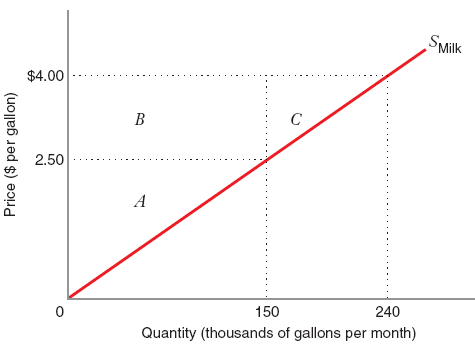 S Milk
$4.00
B
C
2.50
A
Price ($ per gallon)
0
150
240
Quantity (thousands of gallons per month)